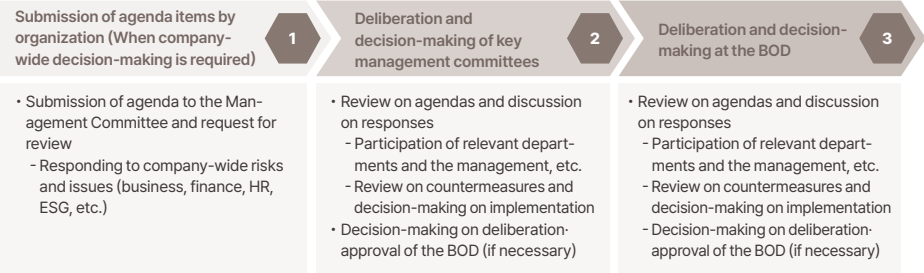 Submission of agenda items by
organization (When company-
wide decision-making is required)
1
Deliberation and
decision-making of key
management committees
2
Deliberation and decision-
making at the BOD
3
• Submission of agenda to the Man-
agement Committee and request for
review
- Responding to company-wide risks
and issues (business, finance, HR,
ESG, etc.)
• Review on agendas and discussion
on responses
- Participation of relevant depart-
ments and the management, etc.
- Review on countermeasures and
decision-making on implementation
• Decision-making on deliberation·
approval of the BOD (if necessary)
• Review on agendas and discussion
on responses
- Participation of relevant depart-
ments and the management, etc.
- Review on countermeasures and
decision-making on implementation
- Decision-making on deliberation·
approval of the BOD (if necessary)